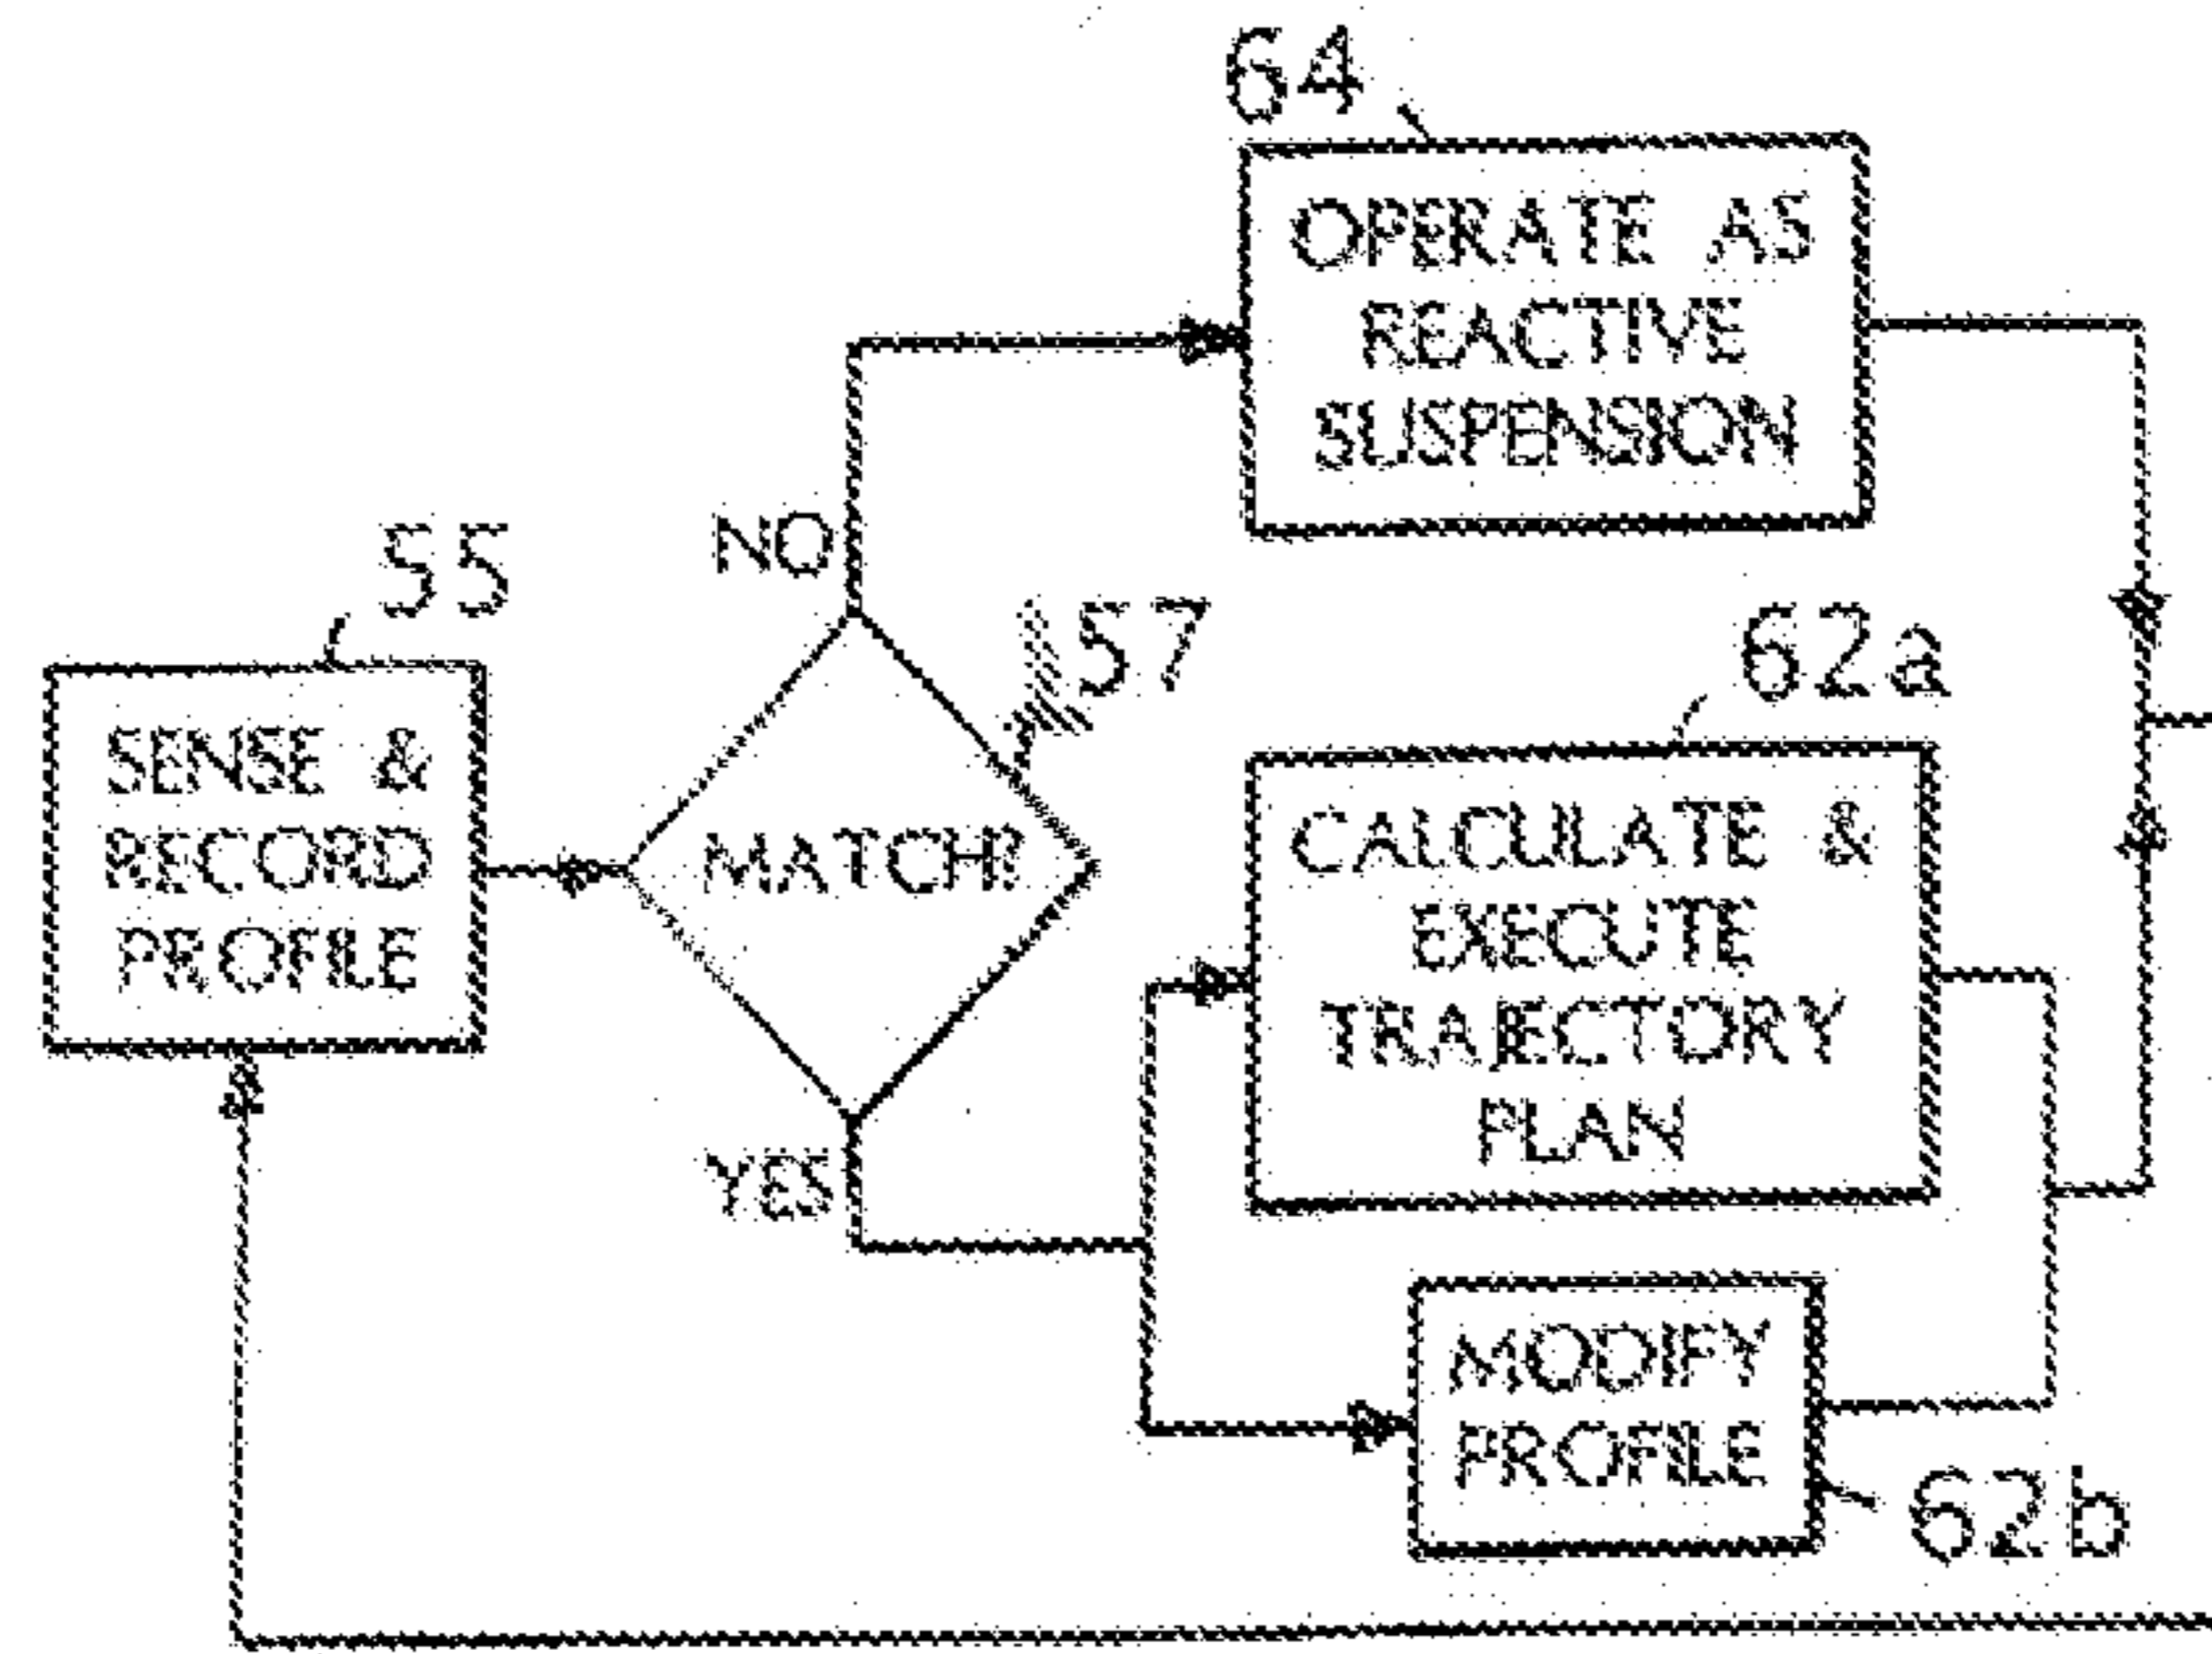 64
OPERATE AS
REACTIVE
SUSPENSION
NO
55
57
62a
SENSE &
RECORD
PROFILE
MATCH?
CALCULATE &
EXECUTE
TRAJECTORY
PLAN
YES
MODIFY
PROFILE
62b